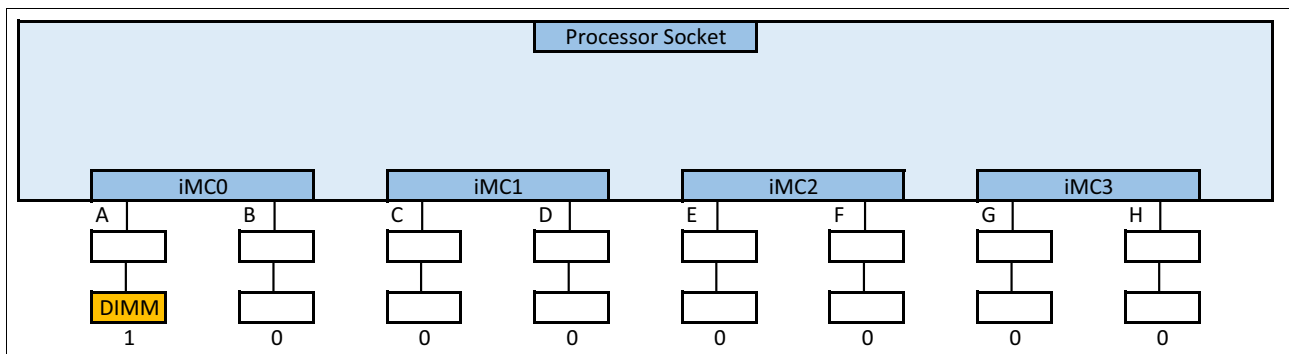 Processor Socket
iMC0 iMC1 iMC2 iMC3
A B C D E F G H
DIMM
1 0 0 0 0 0 0 0